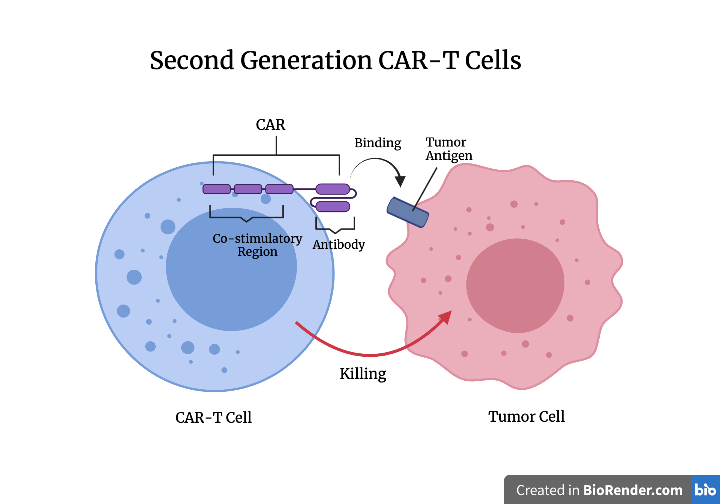 Second Generation CAR-T Cells
CAR
Binding
Tumor
Antigen
Co-stimulatory
Region
Antibody
Killing
CAR-T Cell
Tumor Cell
Created in BioRender.com bio